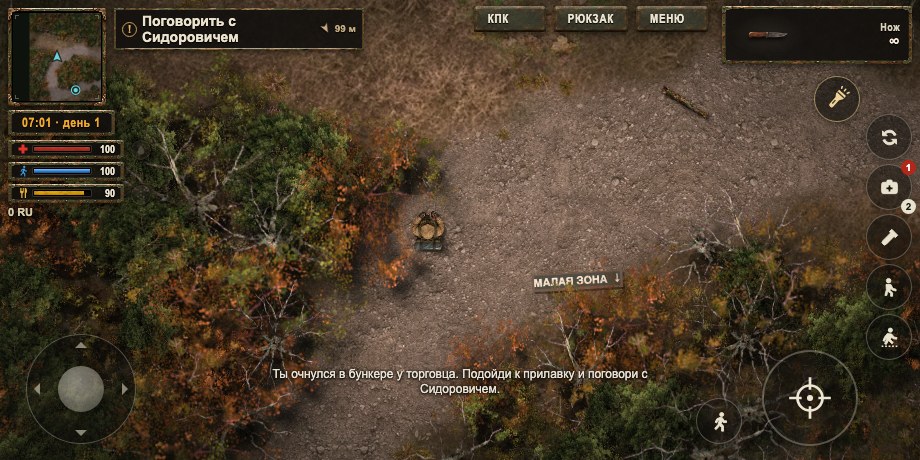 Поговорить с
Сидоровичем
99 м
КПК
РЮКЗАК
МЕНЮ
Нож
∞
07:01 · день 1
100
100
90
0 RU
1
2
МАЛАЯ ЗОНА ↓
Ты очнулся в бункере у торговца. Подойди к прилавку и поговори с
Сидоровичем.